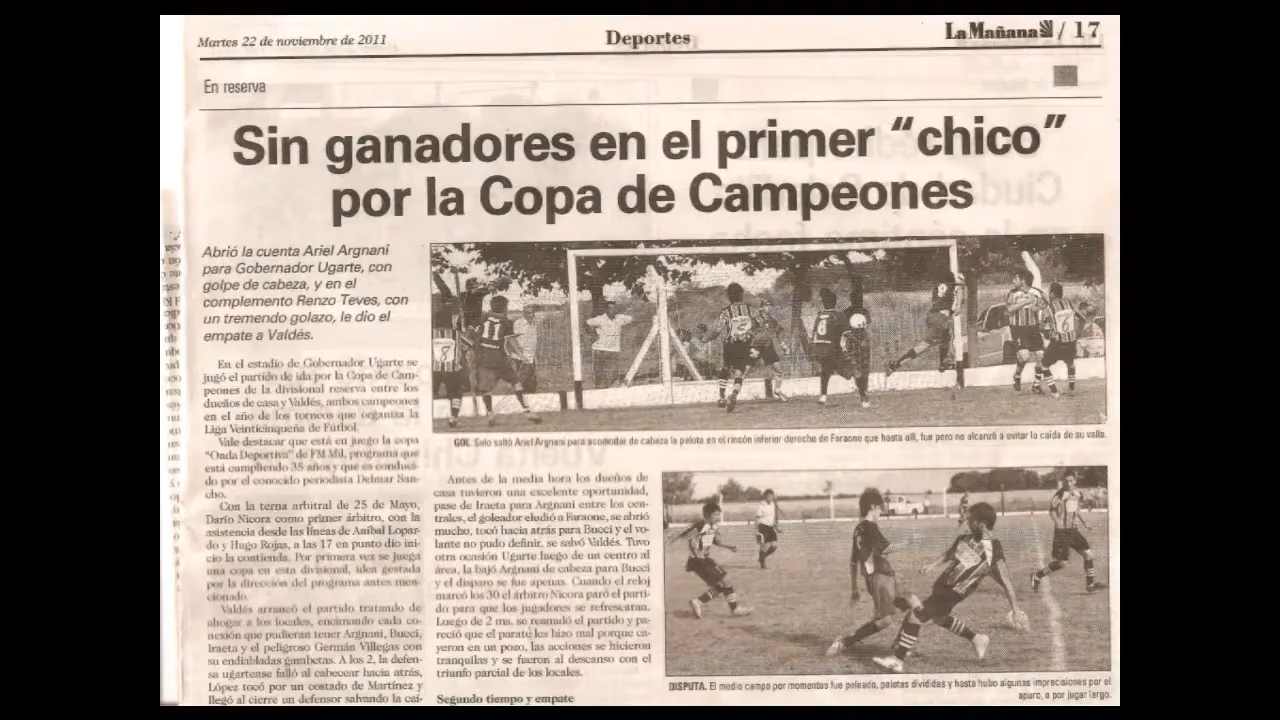 Martes 22 de noviembre de 2011
Deportes
La Mañana / 17
En reserva
Sin ganadores en el primer “chico”
por la Copa de Campeones
Abrió la cuenta Ariel Argnani
para Gobernador Ugarte, con
golpe de cabeza, y en el
complemento Renzo Teves, con
un tremendo golazo, le dio el
empate a Valdés.
En el estadio de Gobernador Ugarte se
jugó el partido de ida por la Copa de Cam-
peones de la divisional reserva entre los
dueños de casa y Valdés, ambos campeones
en el año de los torneos que organiza la
Liga Veinticinqueña de Fútbol.
Vale destacar que está en juego la copa
“Onda Deportiva” de FM Mil, programa que
está cumpliendo 35 años y que es conduci-
do por el conocido periodista Delmar San-
cho.
Con la terna arbitral de 25 de Mayo,
Darío Nicora como primer árbitro, con la
asistencia desde las líneas de Aníbal Lopar-
do y Hugo Rojas, a las 17 en punto dio ini-
cio la contienda. Por primera vez se juega
una copa en esta divisional, idea gestada
por la dirección del programa antes men-
cionado.
Valdés arrancó el partido tratando de
ahogar a los locales, encimando cada co-
nexión que pudieran tener Argnani, Bucci,
Iraeta y el peligroso Germán Villegas con
su endiabladas gambetas. A los 2, la defen-
sa ugartense falló al cabecear hacia atrás,
López tocó por un costado de Martínez y
llegó al cierre un defensor salvando la caí-
GOL. Solo saltó Ariel Argnani para acomodar de cabeza la pelota en el rincón inferior derecho de Faraone que hasta allí, fue pero no alcanzó a evitar la caída de su valla.
Antes de la media hora los dueños de
casa tuvieron una excelente oportunidad,
pase de Iraeta para Argnani entre los cen-
trales, el goleador eludió a Faraone, se abrió
mucho, tocó hacia atrás para Bucci y el vo-
lante no pudo definir, se salvó Valdés. Tuvo
otra ocasión Ugarte luego de un centro al
área, la bajó Argnani de cabeza para Bucci
y el disparo se fue apenas. Cuando el reloj
marcó los 30 el árbitro Nicora paró el parti-
do para que los jugadores se refrescaran.
Luego de 2 ms. se reanudó el partido y pa-
reció que el parate les hizo mal porque ca-
yeron en un pozo, las acciones se hicieron
tranquilas y se fueron al descanso con el
triunfo parcial de los locales.
Segundo tiempo y empate
DISPUTA. El medio campo por momentos fue peleado, pelotas divididas y hasta hubo algunas imprecisiones por el
apuro, o por jugar largo.